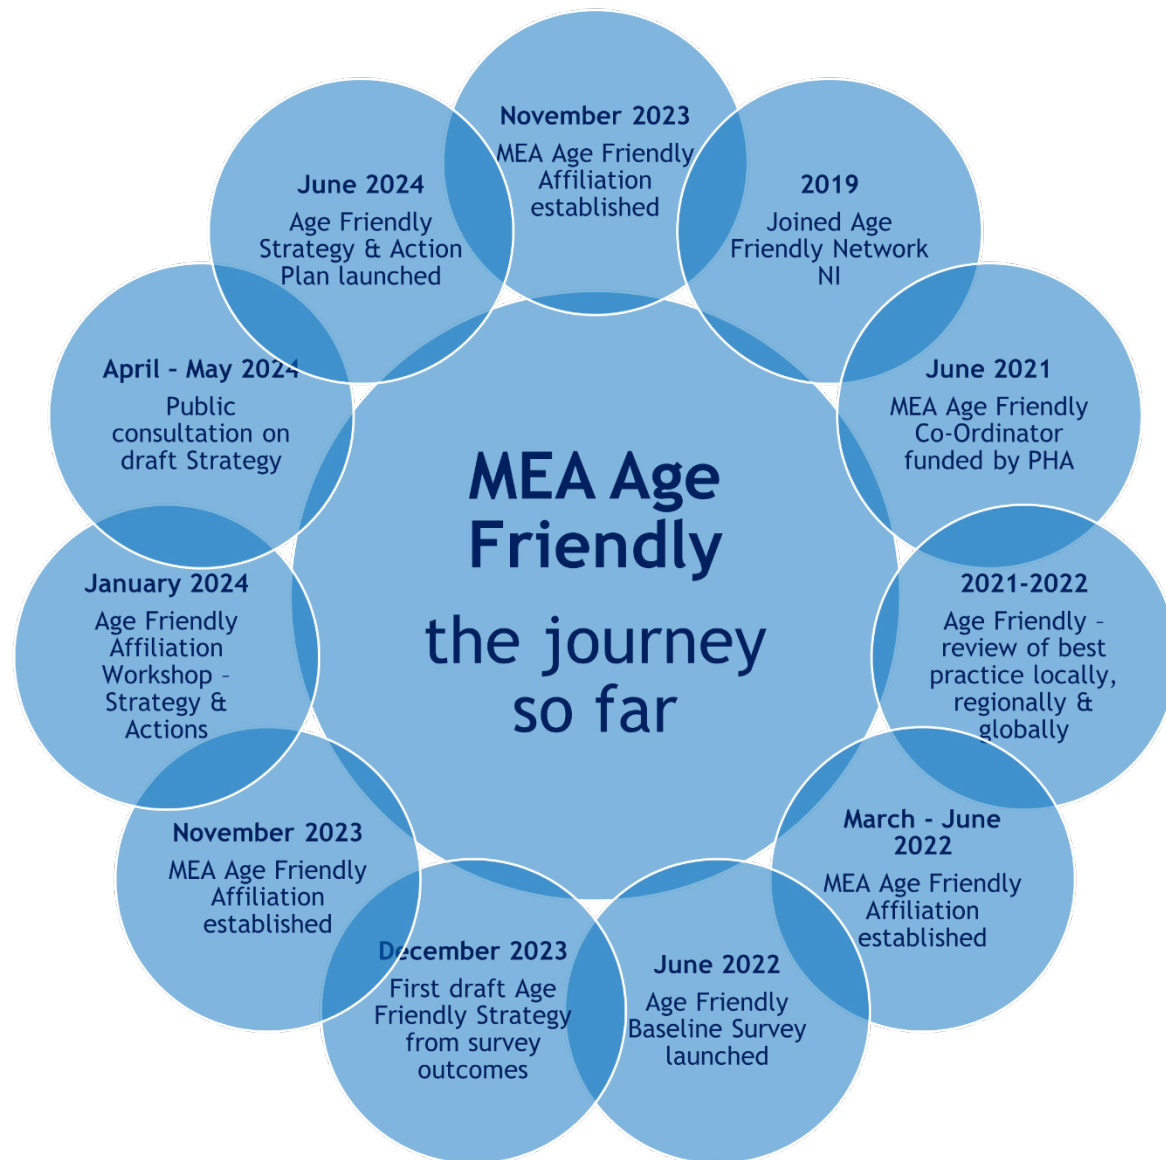 November 2023
MEA Age Friendly
Affiliation
established
2019
Joined Age
Friendly Network
NI
June 2021
MEA Age Friendly
Co-Ordinator
funded by PHA
2021-2022
Age Friendly –
review of best
practice locally,
regionally &
globally
March - June
2022
MEA Age Friendly
Affiliation
established
June 2022
Age Friendly
Baseline Survey
launched
December 2023
First draft Age
Friendly Strategy
from survey
outcomes
November 2023
MEA Age Friendly
Affiliation
established
January 2024
Age Friendly
Affiliation
Workshop –
Strategy &
Actions
April – May 2024
Public
consultation on
draft Strategy
June 2024
Age Friendly
Strategy & Action
Plan launched
MEA Age
Friendly
the journey
so far